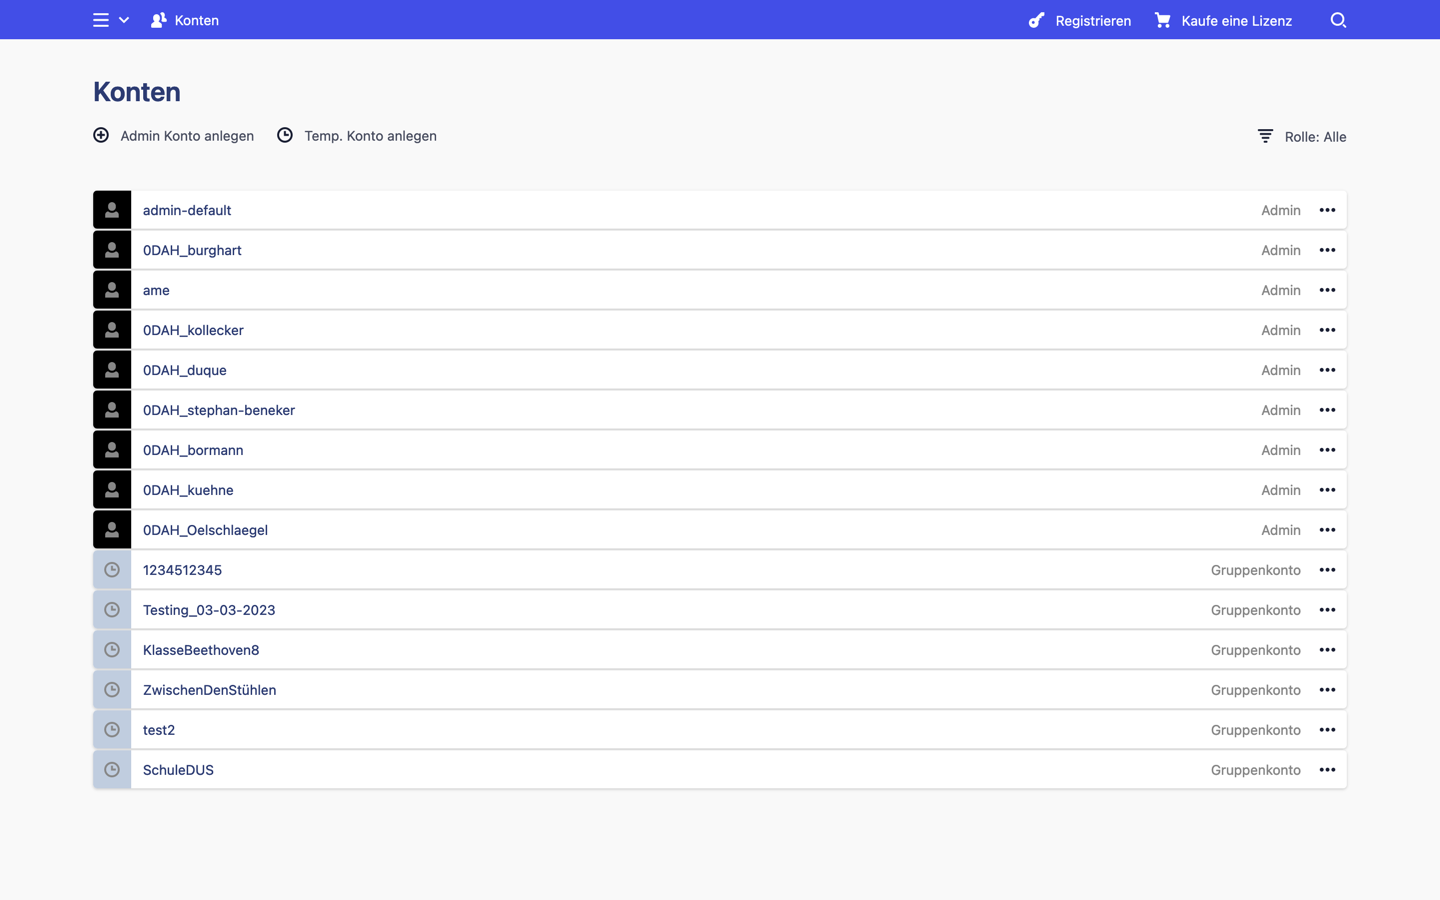 Konten
Registrieren
Kaufe eine Lizenz
Konten
Admin Konto anlegen
Temp. Konto anlegen
Rolle: Alle
admin-default Admin
0DAH_burghart Admin
ame Admin
0DAH_kollecker Admin
0DAH_duque Admin
0DAH_stephan-beneker Admin
0DAH_bormann Admin
0DAH_kuehne Admin
0DAH_Oelschlaegel Admin
1234512345 Gruppenkonto
Testing_03-03-2023 Gruppenkonto
KlasseBeethoven8 Gruppenkonto
ZwischenDenStühlen Gruppenkonto
test2 Gruppenkonto
SchuleDUS Gruppenkonto